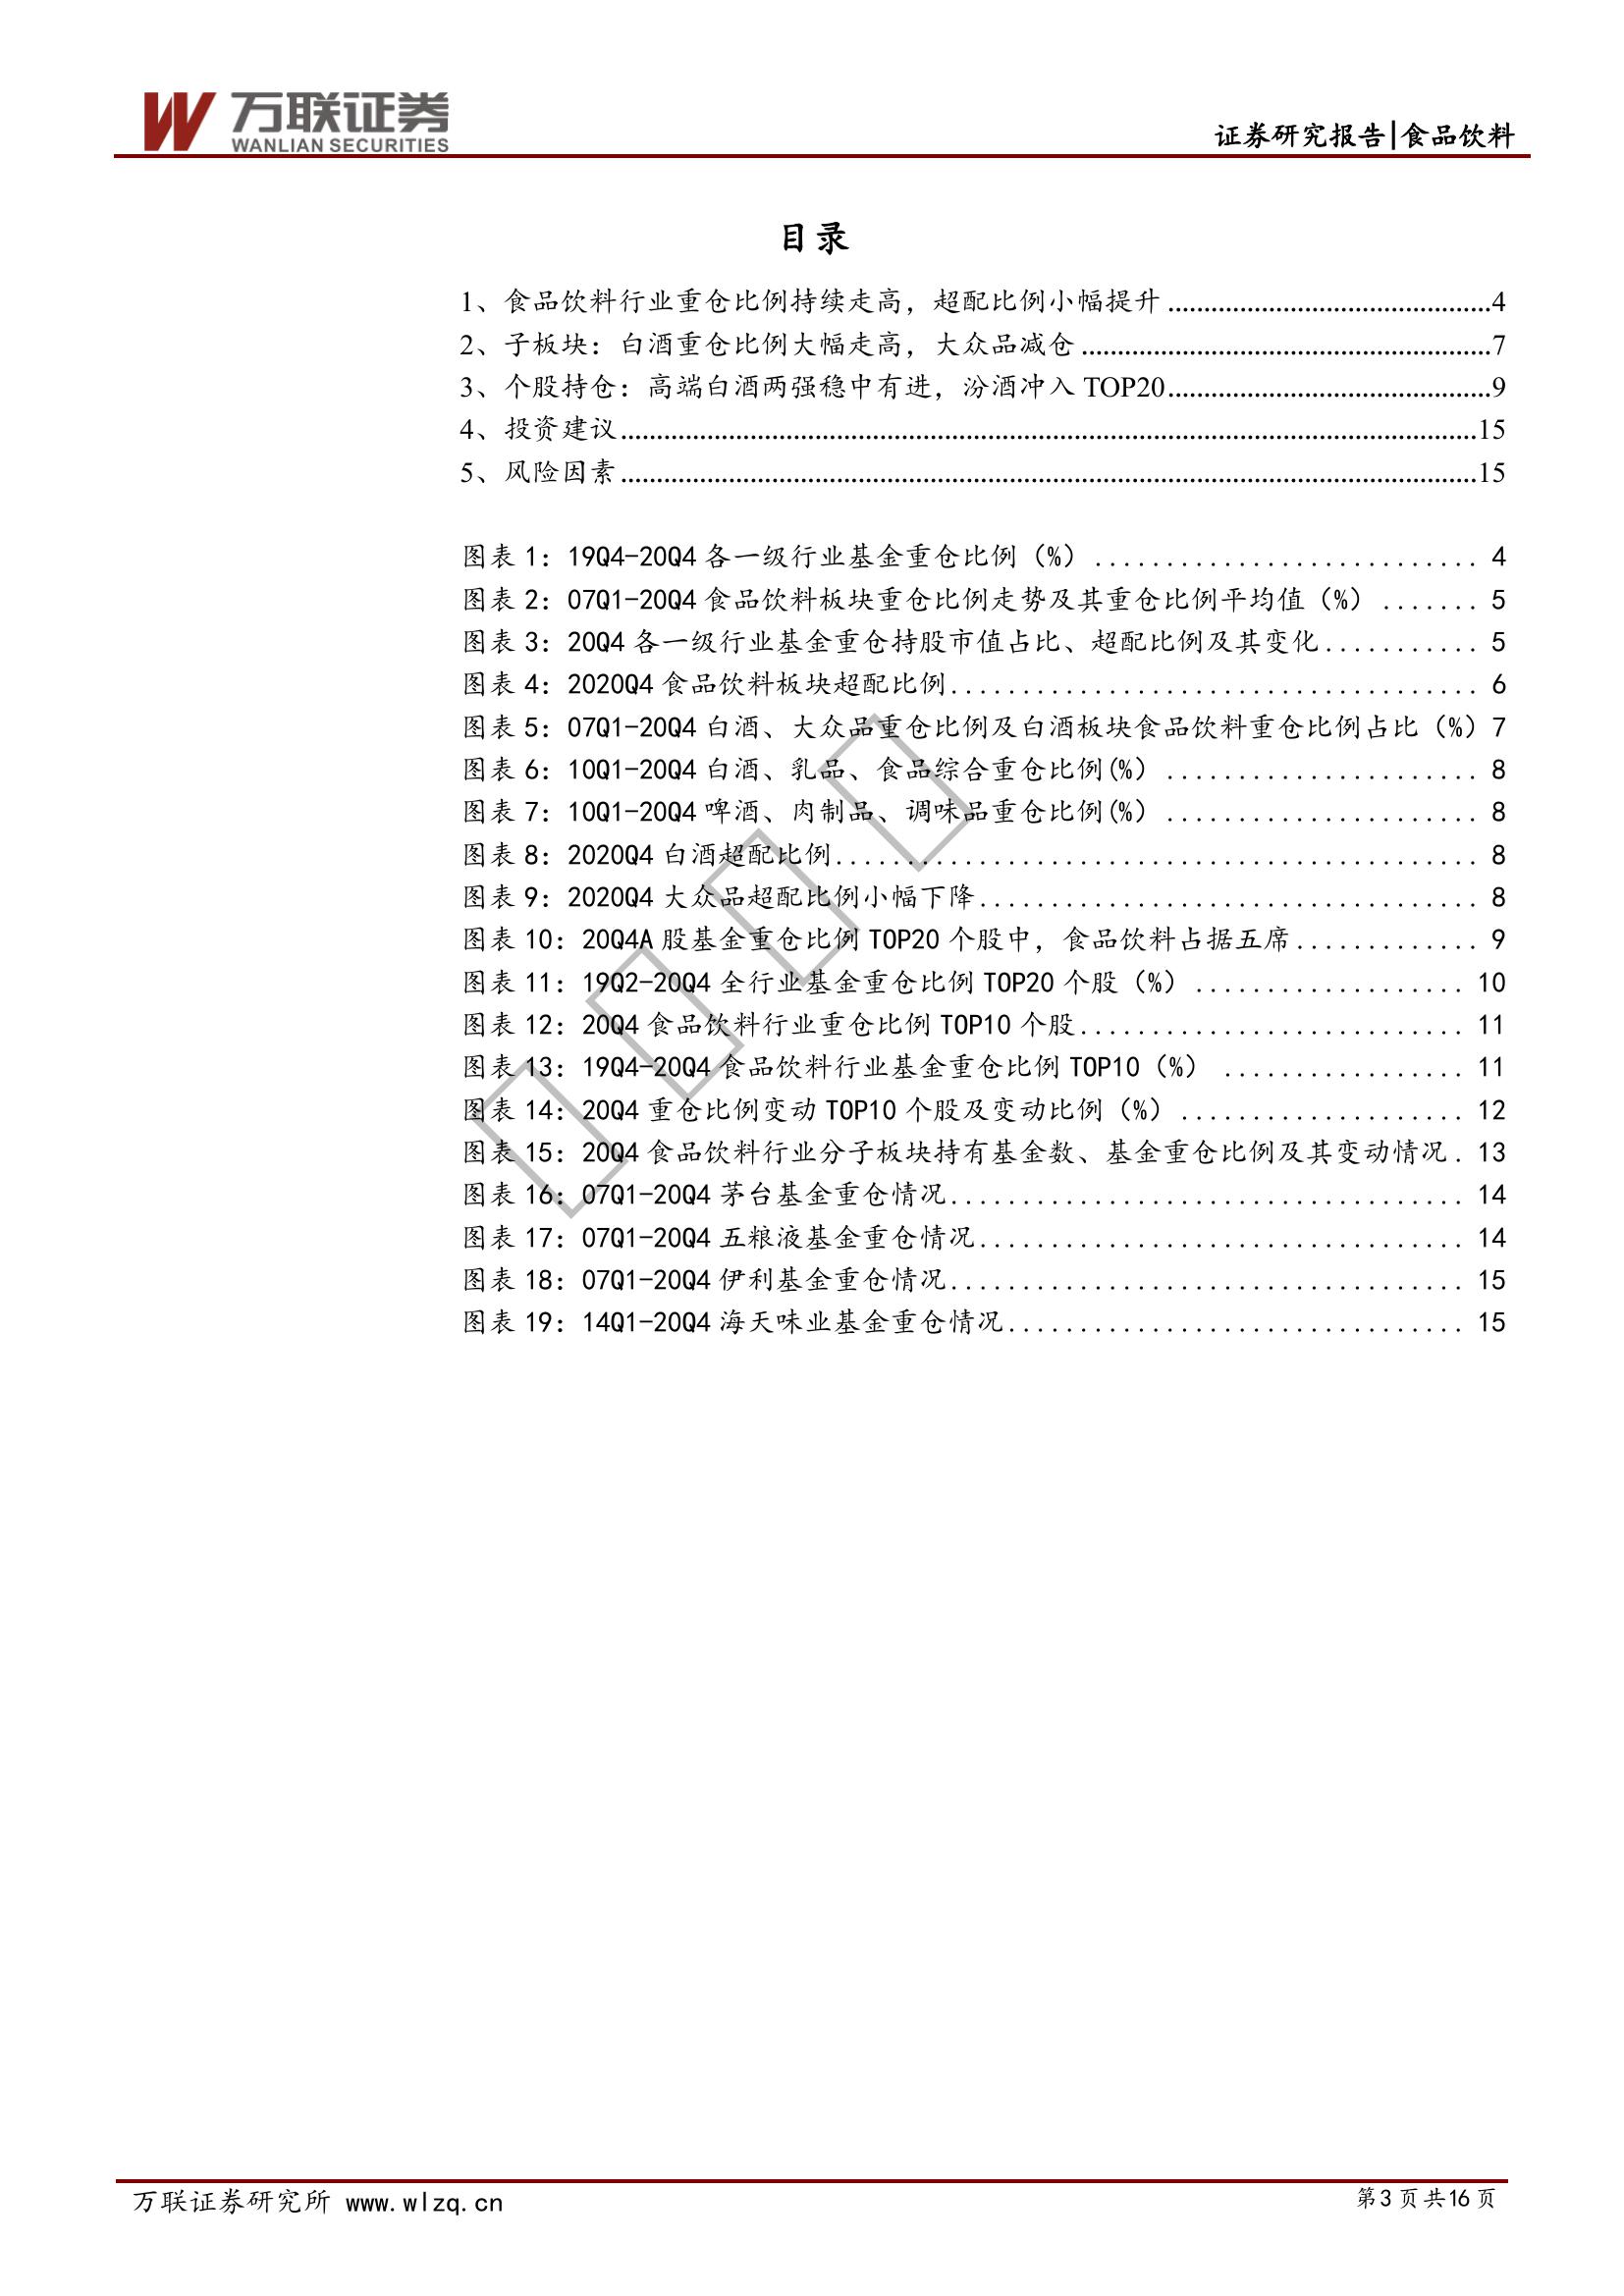 万联证券
WANLIAN SECURITIES
证券研究报告|食品饮料
目录
1、食品饮料行业重仓比例持续走高，超配比例小幅提升.............................................4
2、子板块：白酒重仓比例大幅走高，大众品减仓.........................................................7
3、个股持仓：高端白酒两强稳中有进，汾酒冲入 TOP20.............................................9
4、投资建议.......................................................................................................................15
5、风险因素.......................................................................................................................15
图表 1：19Q4-20Q4 各一级行业基金重仓比例（%）........................... 4
图表 2：07Q1-20Q4 食品饮料板块重仓比例走势及其重仓比例平均值（%）....... 5
图表 3：20Q4 各一级行业基金重仓持股市值占比、超配比例及其变化........... 5
图表 4：2020Q4 食品饮料板块超配比例..................................... 6
图表 5：07Q1-20Q4 白酒、大众品重仓比例及白酒板块食品饮料重仓比例占比（%）7
图表 6：10Q1-20Q4 白酒、乳品、食品综合重仓比例(%）...................... 8
图表 7：10Q1-20Q4 啤酒、肉制品、调味品重仓比例(%）...................... 8
图表 8：2020Q4 白酒超配比例............................................. 8
图表 9：2020Q4 大众品超配比例小幅下降................................... 8
图表 10：20Q4A 股基金重仓比例 TOP20 个股中，食品饮料占据五席............. 9
图表 11：19Q2-20Q4 全行业基金重仓比例 TOP20 个股（%）................... 10
图表 12：20Q4 食品饮料行业重仓比例 TOP10 个股........................... 11
图表 13：19Q4-20Q4 食品饮料行业基金重仓比例 TOP10（%） ................. 11
图表 14：20Q4 重仓比例变动 TOP10 个股及变动比例（%）.................... 12
图表 15：20Q4 食品饮料行业分子板块持有基金数、基金重仓比例及其变动情况. 13
图表 16：07Q1-20Q4 茅台基金重仓情况.................................... 14
图表 17：07Q1-20Q4 五粮液基金重仓情况.................................. 14
图表 18：07Q1-20Q4 伊利基金重仓情况.................................... 15
图表 19：14Q1-20Q4 海天味业基金重仓情况................................ 15
万联证券研究所 www.wlzq.cn
第3页共16页